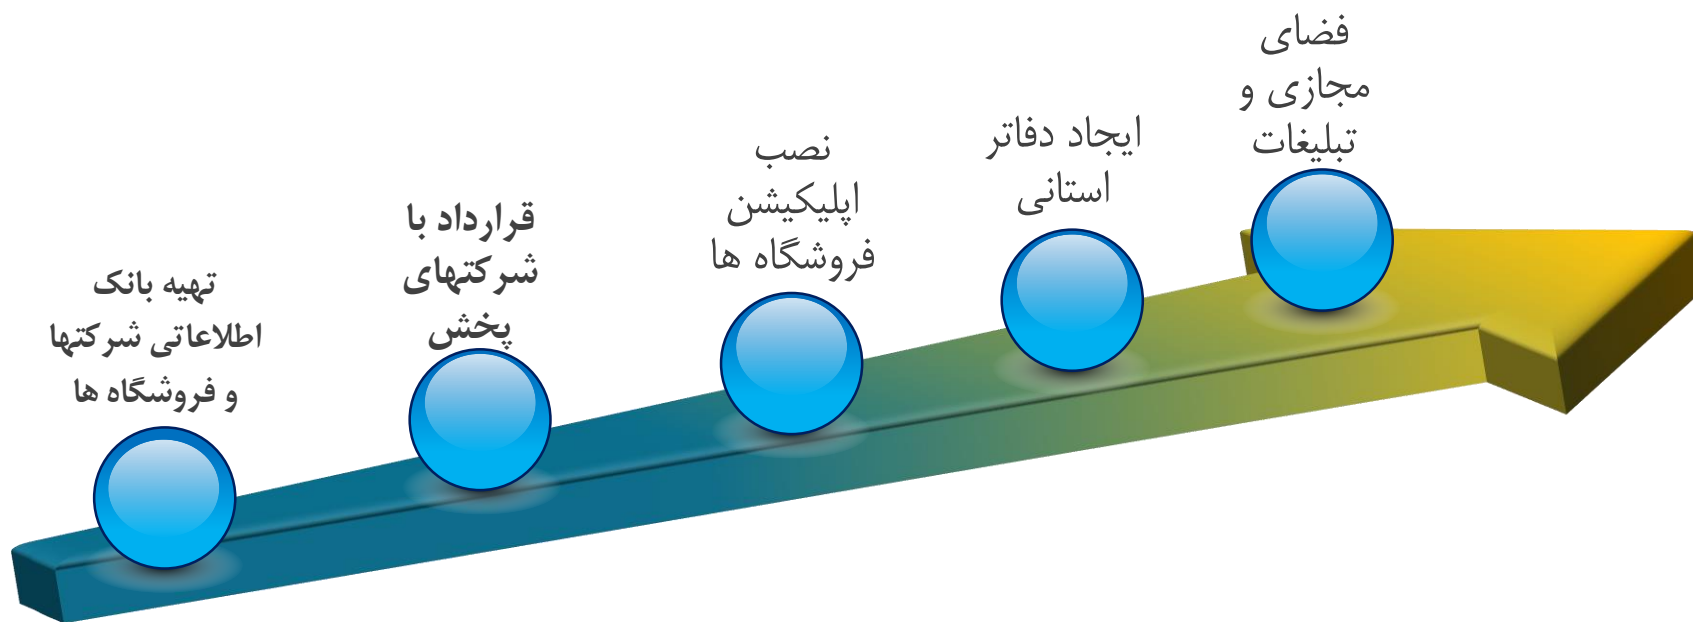 تهیه بانک
اطلاعاتی شرکتها
و فروشگاه ها
قرارداد با
شرکتهای
پخش
نصب
اپلیکیشن
فروشگاه ها
ایجاد دفاتر
استانی
فضای
مجازی و
تبلیغات